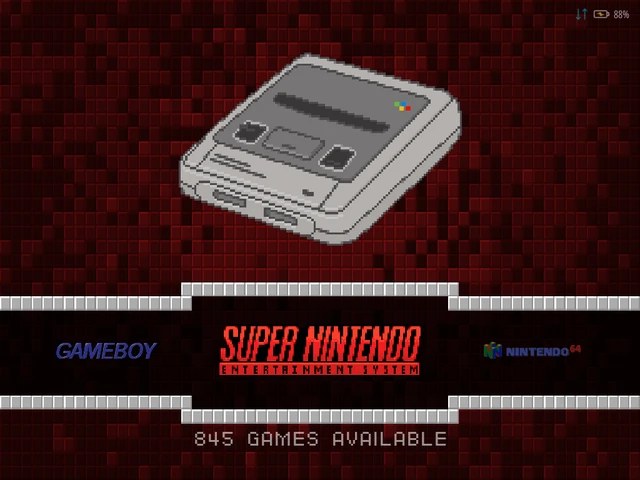 88%
GAMEBOY
SUPER NINTENDO
ENTERTAINMENT SYSTEM
NINTENDO64
845 GAMES AVAILABLE